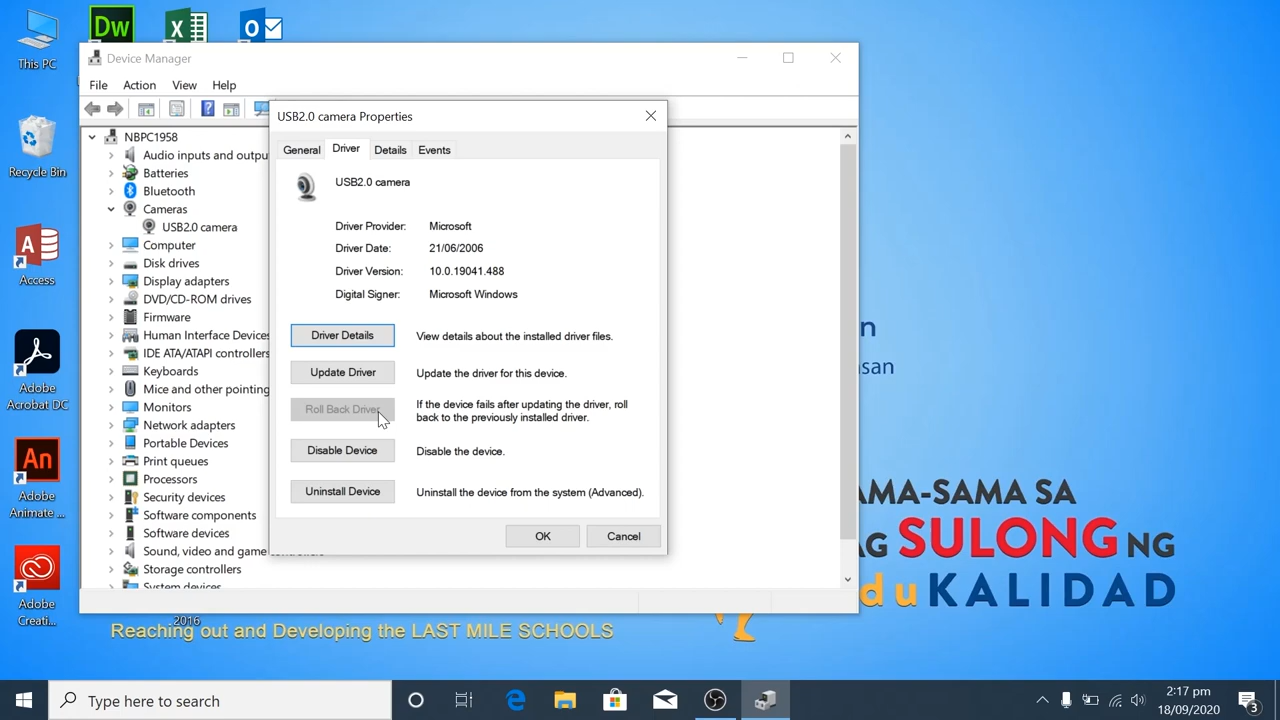 Dw
This PC
Recycle Bin
Access
Adobe
Acrobat DC
An
Adobe
Animate ...
Adobe
Creati...
Device Manager
File Action View Help
NBPC1958
Audio inputs and outpu
Batteries
Bluetooth
Cameras
USB2.0 camera
Computer
Disk drives
Display adapters
DVD/CD-ROM drives
Firmware
Human Interface Devices
IDE ATA/ATAPI controllers
Keyboards
Mice and other pointing
Monitors
Network adapters
Portable Devices
Print queues
Processors
Security devices
Software components
Software devices
Sound, video and game controllers
Storage controllers
System devices
USB2.0 camera Properties
General Driver Details Events
USB2.0 camera
Driver Provider: Microsoft
Driver Date: 21/06/2006
Driver Version: 10.0.19041.488
Digital Signer: Microsoft Windows
Driver Details View details about the installed driver files.
Update Driver Update the driver for this device.
Roll Back Driver If the device fails after updating the driver, roll
back to the previously installed driver.
Disable Device Disable the device.
Uninstall Device Uninstall the device from the system (Advanced).
OK Cancel
n
san
AMA-SAMA SA
AG SULONG NG
duKALIDAD
2016
Reaching out and Developing the LAST MILE SCHOOLS
Type here to search
2:17 pm
18/09/2020
3